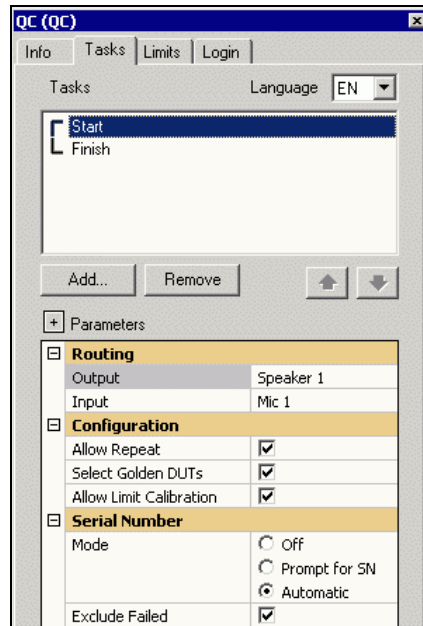 QC (QC)
Info Tasks Limits Login
Tasks Language EN
Start
Finish
Add... Remove
Parameters
Routing
Output Speaker 1
Input Mic 1
Configuration
Allow Repeat
Select Golden DUTs
Allow Limit Calibration
Serial Number
Mode Off
Prompt for SN
Automatic
Exclude Failed